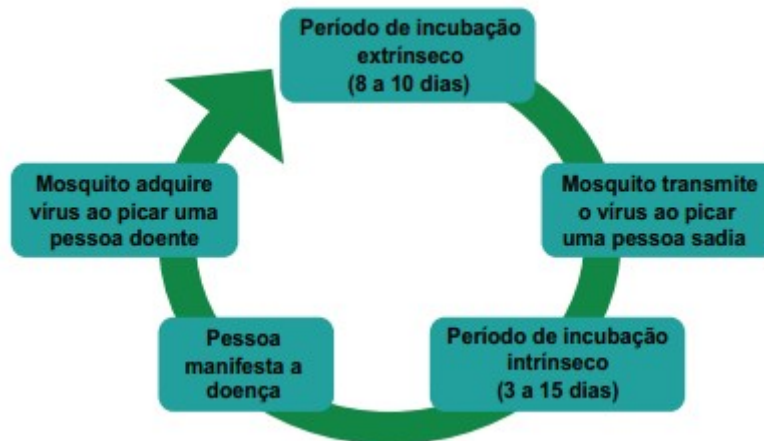 Período de incubação
extrínseco
(8 a 10 dias)
Mosquito transmite
o vírus ao picar
uma pessoa sadia
Período de incubação
intrínseco
(3 a 15 dias)
Pessoa
manifesta a
doença
Mosquito adquire
vírus ao picar uma
pessoa doente